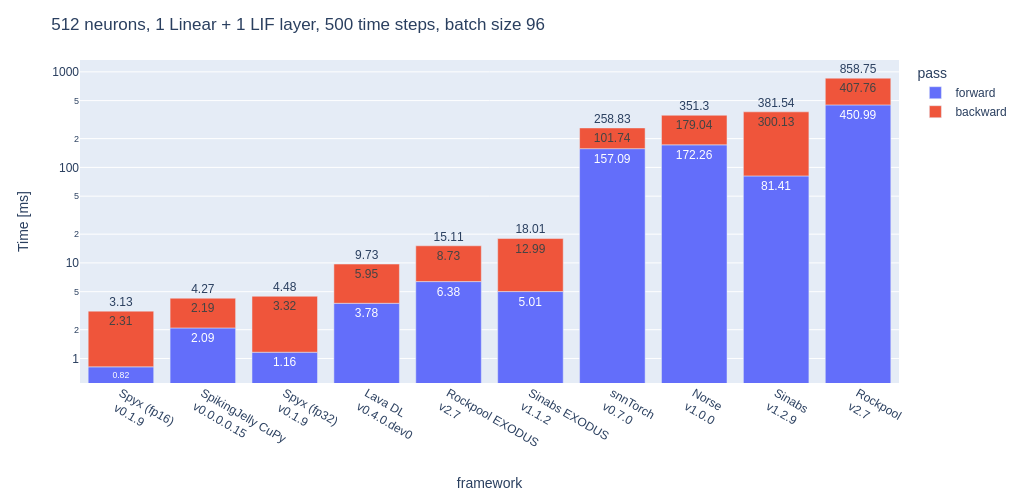 512 neurons, 1 Linear + 1 LIF layer, 500 time steps, batch size 96
pass
forward
backward
Time [ms]
1000
5
2
100
5
2
10
5
2
1
3.13
2.31
0.82
4.27
2.19
2.09
4.48
3.32
1.16
9.73
5.95
3.78
15.11
8.73
6.38
18.01
12.99
5.01
258.83
101.74
157.09
351.3
179.04
172.26
381.54
300.13
81.41
858.75
407.76
450.99
Spyx (fp16)
v0.1.9
SpikingJelly CuPy
v0.0.0.0.15
Spyx (fp32)
v0.1.9
Lava DL
v0.4.0.dev0
Rockpool EXODUS
v2.7
Sinabs EXODUS
v1.1.2
snnTorch
v0.7.0
Norse
v1.0.0
Sinabs
v1.2.9
Rockpool
v2.7
framework